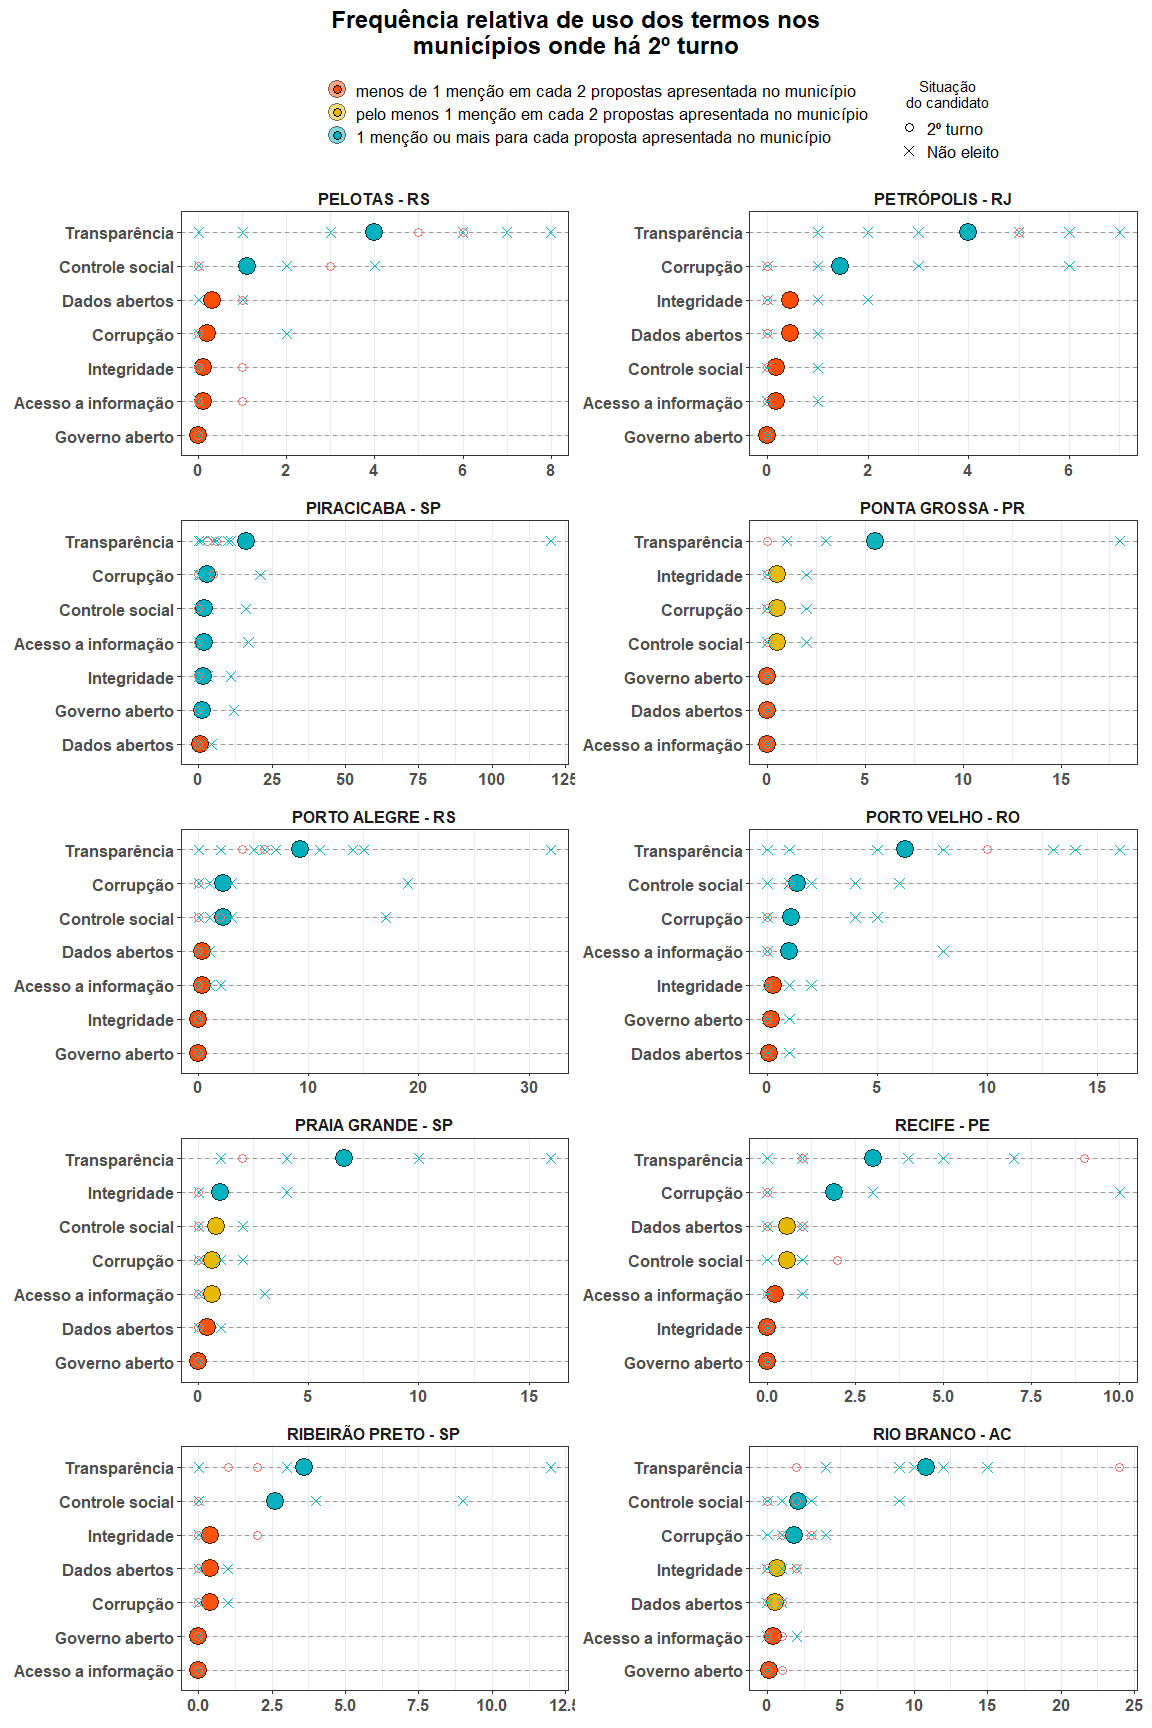 Frequência relativa de uso dos termos nos
municípios onde há 2º turno
menos de 1 menção em cada 2 propostas apresentada no município
pelo menos 1 menção em cada 2 propostas apresentada no município
1 menção ou mais para cada proposta apresentada no município
Situação
do candidato
2º turno
Não eleito
PELOTAS - RS
Transparência
Controle social
Dados abertos
Corrupção
Integridade
Acesso a informação
Governo aberto
0 2 4 6 8
PETRÓPOLIS - RJ
Transparência
Corrupção
Integridade
Dados abertos
Controle social
Acesso a informação
Governo aberto
0 2 4 6
PIRACICABA - SP
Transparência
Corrupção
Controle social
Acesso a informação
Integridade
Governo aberto
Dados abertos
0 25 50 75 100 125
PONTA GROSSA - PR
Transparência
Integridade
Corrupção
Controle social
Governo aberto
Dados abertos
Acesso a informação
0 5 10 15
PORTO ALEGRE - RS
Transparência
Corrupção
Controle social
Dados abertos
Acesso a informação
Integridade
Governo aberto
0 10 20 30
PORTO VELHO - RO
Transparência
Controle social
Corrupção
Acesso a informação
Integridade
Governo aberto
Dados abertos
0 5 10 15
PRAIA GRANDE - SP
Transparência
Integridade
Controle social
Corrupção
Acesso a informação
Dados abertos
Governo aberto
0 5 10 15
RECIFE - PE
Transparência
Corrupção
Dados abertos
Controle social
Acesso a informação
Integridade
Governo aberto
0.0 2.5 5.0 7.5 10.0
RIBEIRÃO PRETO - SP
Transparência
Controle social
Integridade
Dados abertos
Corrupção
Governo aberto
Acesso a informação
0.0 2.5 5.0 7.5 10.0 12.5
RIO BRANCO - AC
Transparência
Controle social
Corrupção
Integridade
Dados abertos
Acesso a informação
Governo aberto
0 5 10 15 20 25